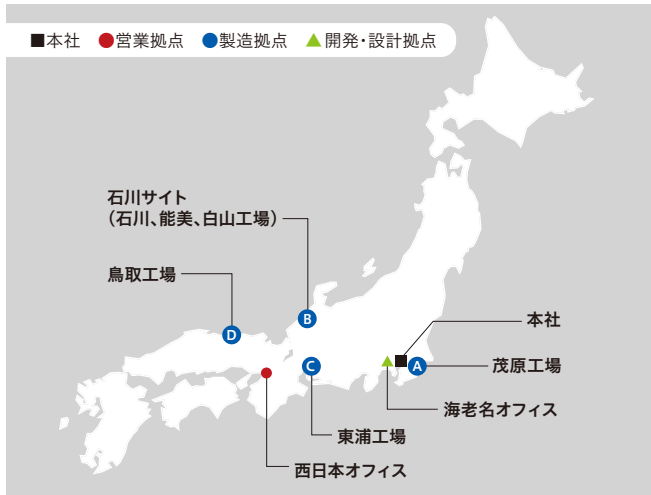 ■本社 ●営業拠点 ●製造拠点 ▲開発・設計拠点
石川サイト
（石川、能美、白山工場）
鳥取工場
B
D
本社
C
A
茂原工場
海老名オフィス
東浦工場
西日本オフィス